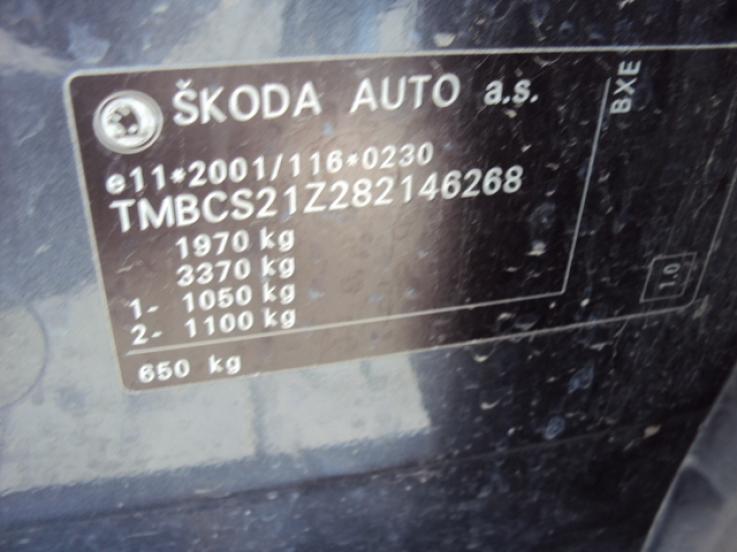 ŠKODA AUTO a.s.
BXE
e11*2001/116*0230
TMBCS21Z282146268
1970 kg
3370 kg
1- 1050 kg
2- 1100 kg
1.0
650 kg